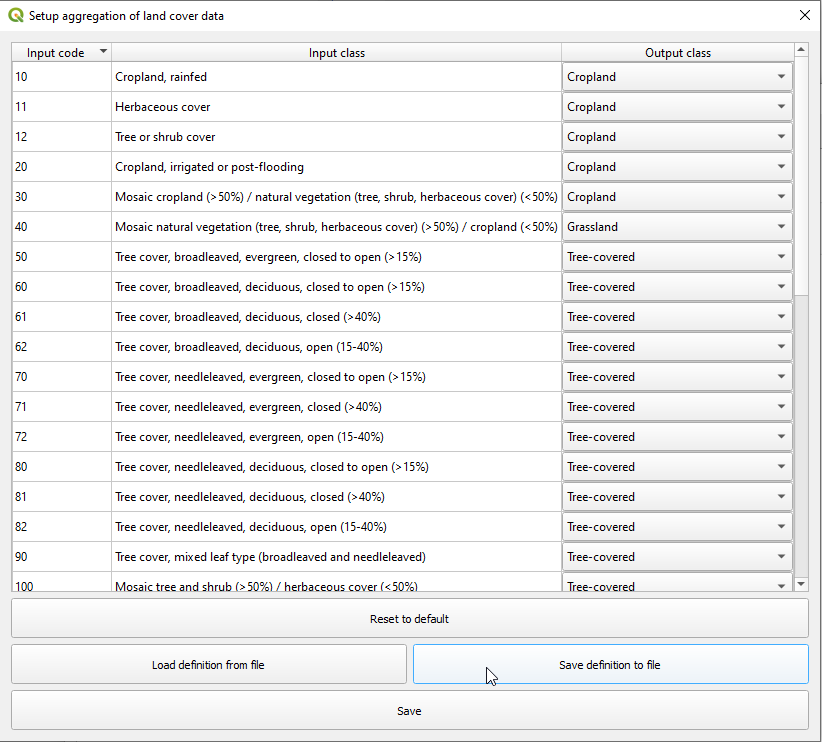 Setup aggregation of land cover data
Input code Input class Output class
10 Cropland, rainfed Cropland
11 Herbaceous cover Cropland
12 Tree or shrub cover Cropland
20 Cropland, irrigated or post-flooding Cropland
30 Mosaic cropland (>50%) / natural vegetation (tree, shrub, herbaceous cover) (<50%) Cropland
40 Mosaic natural vegetation (tree, shrub, herbaceous cover) (>50%) / cropland (<50%) Grassland
50 Tree cover, broadleaved, evergreen, closed to open (>15%) Tree-covered
60 Tree cover, broadleaved, deciduous, closed to open (>15%) Tree-covered
61 Tree cover, broadleaved, deciduous, closed (>40%) Tree-covered
62 Tree cover, broadleaved, deciduous, open (15-40%) Tree-covered
70 Tree cover, needleleaved, evergreen, closed to open (>15%) Tree-covered
71 Tree cover, needleleaved, evergreen, closed (>40%) Tree-covered
72 Tree cover, needleleaved, evergreen, open (15-40%) Tree-covered
80 Tree cover, needleleaved, deciduous, closed to open (>15%) Tree-covered
81 Tree cover, needleleaved, deciduous, closed (>40%) Tree-covered
82 Tree cover, needleleaved, deciduous, open (15-40%) Tree-covered
90 Tree cover, mixed leaf type (broadleaved and needleleaved) Tree-covered
100 Mosaic tree and shrub (>50%) / herbaceous cover (<50%) Tree-covered
Reset to default
Load definition from file Save definition to file
Save